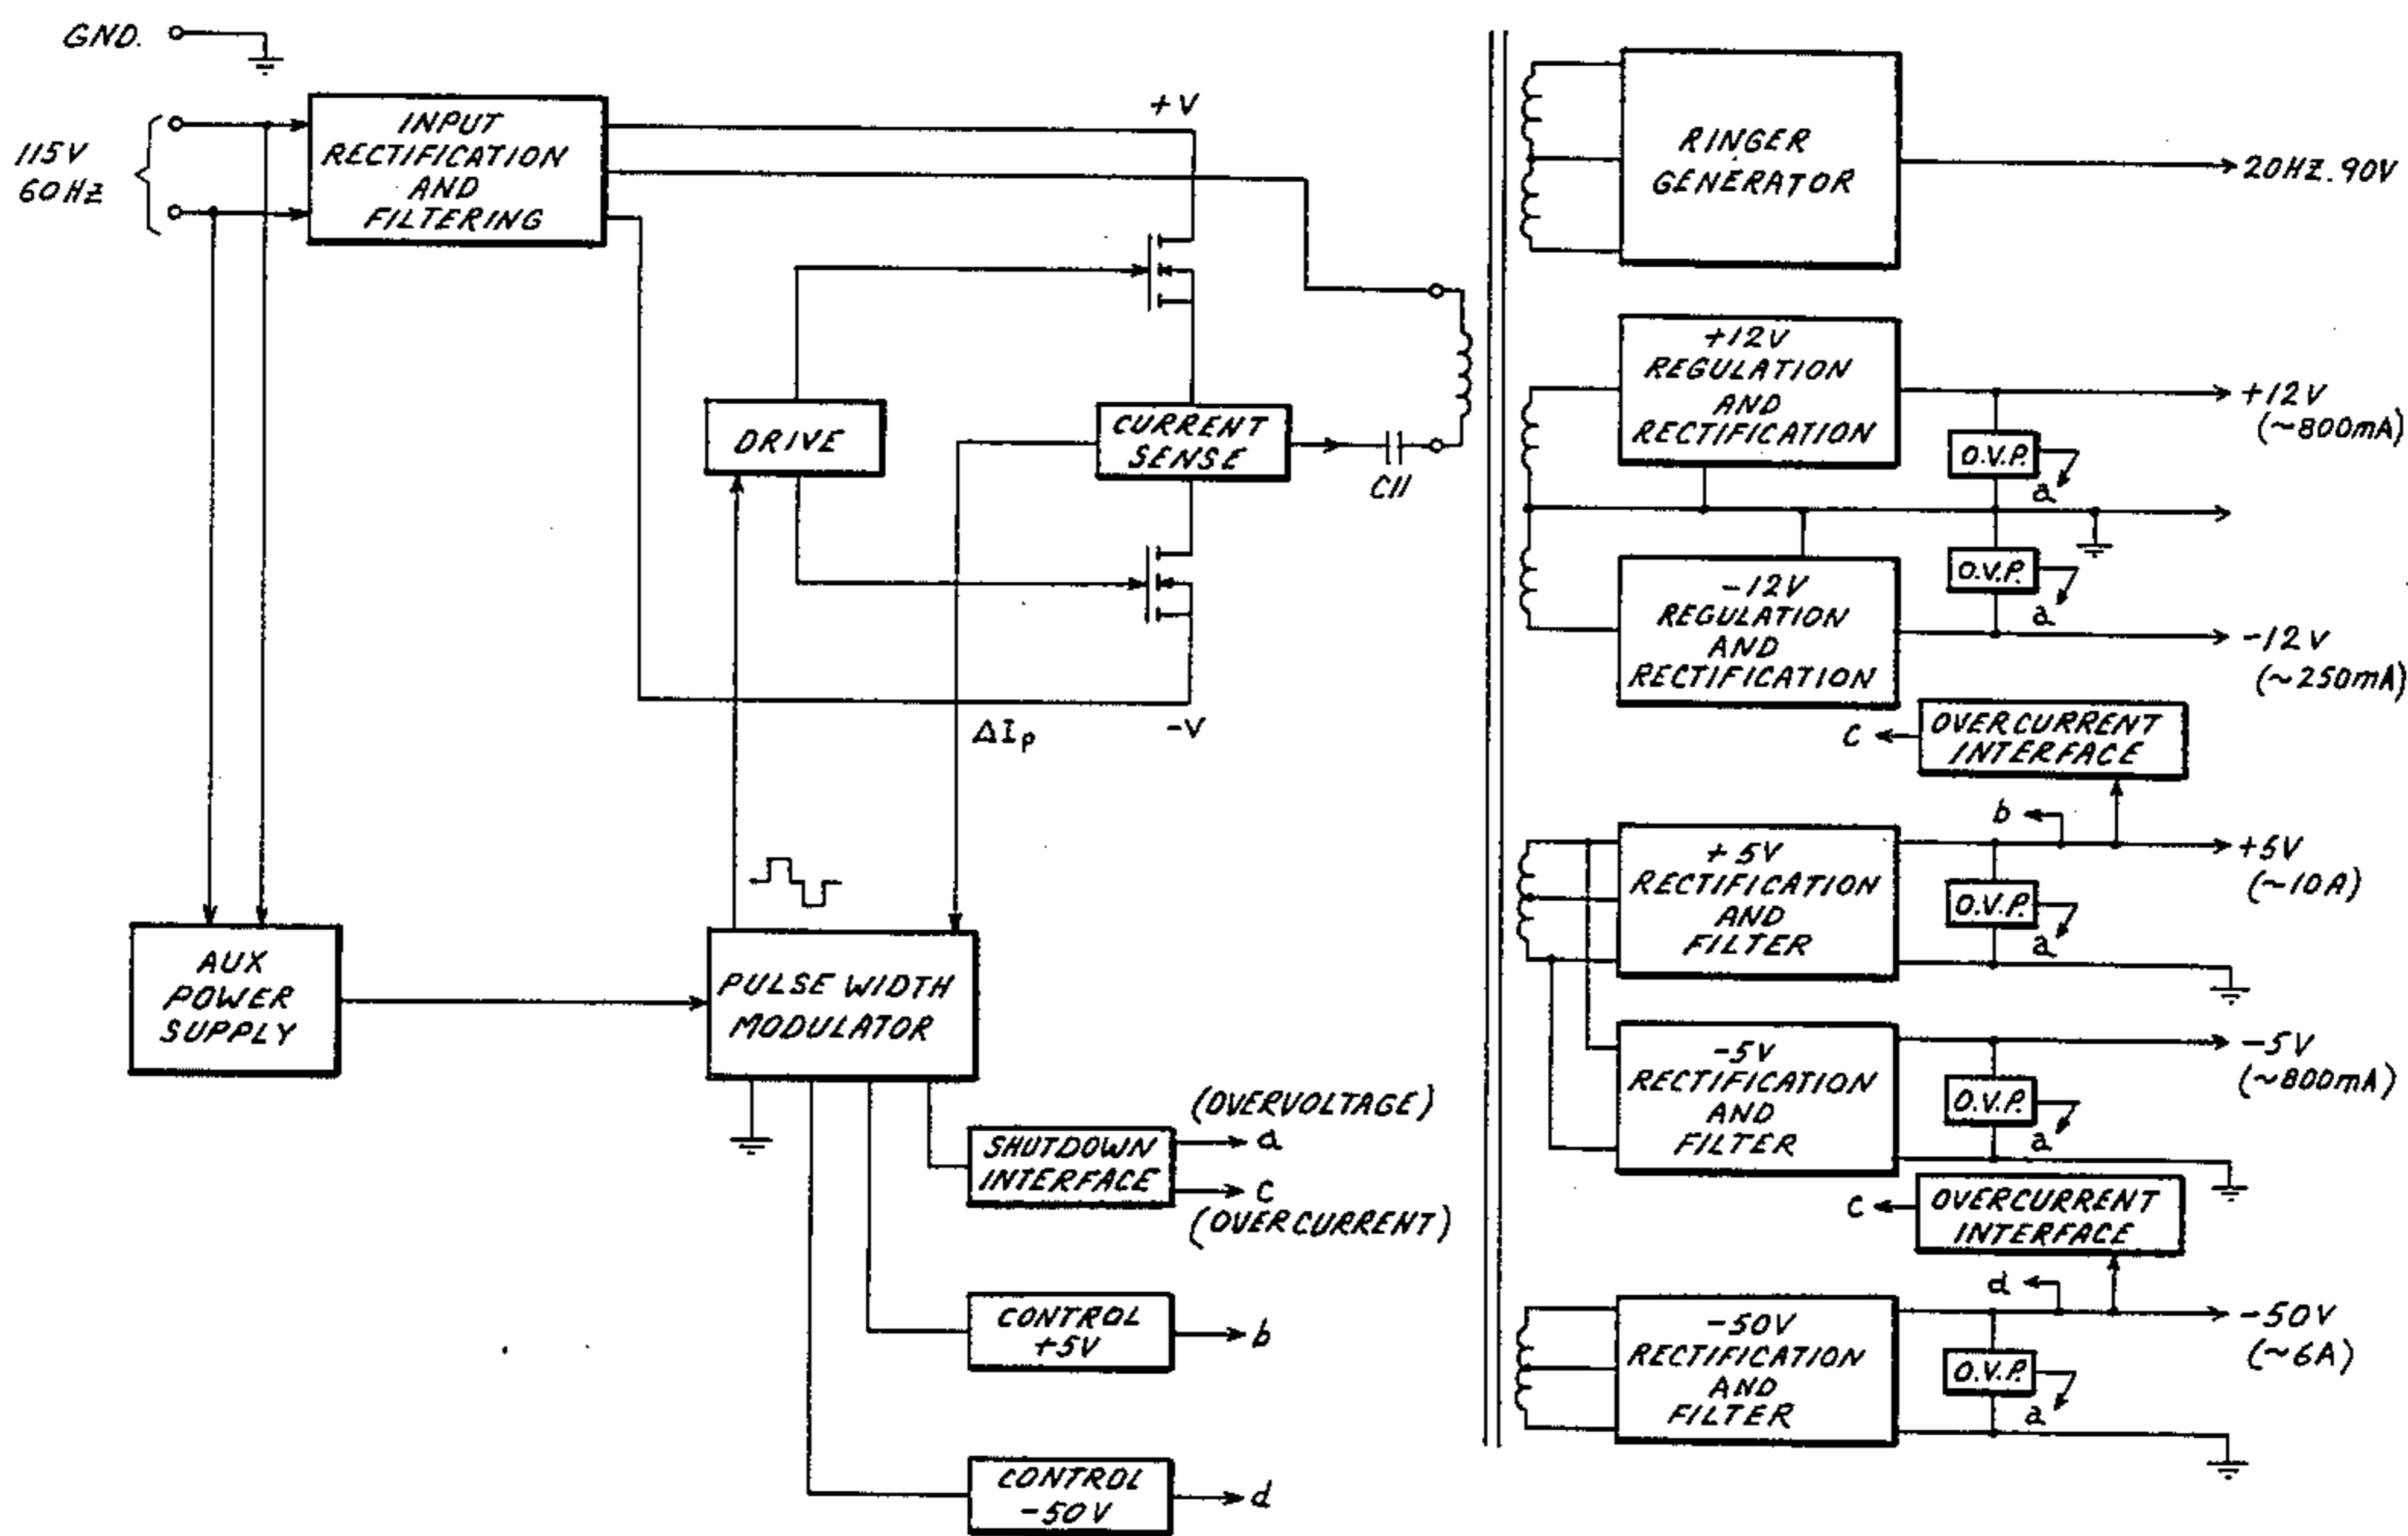 GND.
115V
60HZ
INPUT
RECTIFICATION
AND
FILTERING
+V
DRIVE
CURRENT
SENSE
C11
-V
ΔIp
AUX
POWER
SUPPLY
PULSE WIDTH
MODULATOR
SHUTDOWN
INTERFACE
(OVERVOLTAGE)
a
c
(OVERCURRENT)
CONTROL
+5V
b
CONTROL
-50V
d
RINGER
GENERATOR
20HZ.90V
+12V
REGULATION
AND
RECTIFICATION
+12V
(~800mA)
O.V.P.
a
O.V.P.
a
-12V
REGULATION
AND
RECTIFICATION
-12V
(~250mA)
OVERCURRENT
INTERFACE
c
b
+5V
RECTIFICATION
AND
FILTER
+5V
(~10A)
O.V.P.
a
-5V
RECTIFICATION
AND
FILTER
-5V
(~800mA)
O.V.P.
a
OVERCURRENT
INTERFACE
c
d
-50V
RECTIFICATION
AND
FILTER
-50V
(~6A)
O.V.P.
a